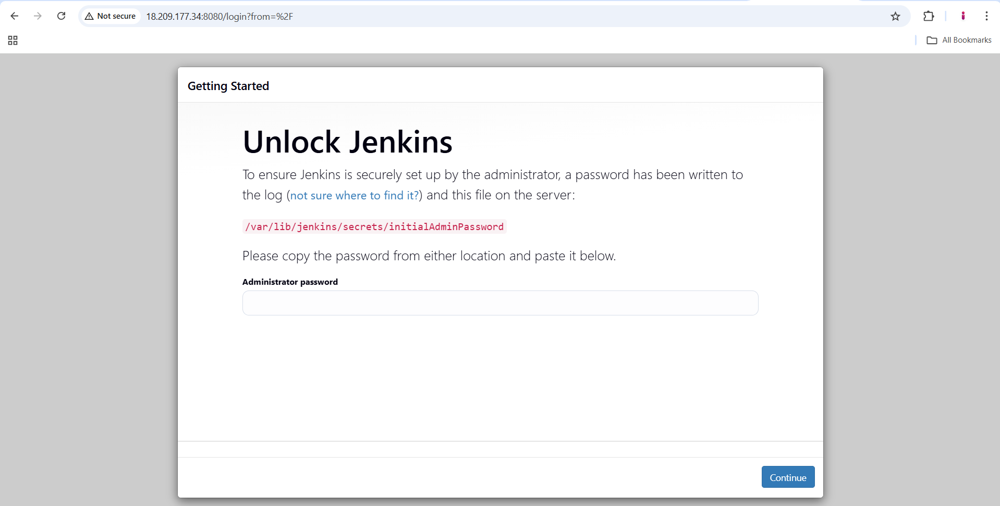 Not secure
18.209.177.34:8080/login?from=%2F
All Bookmarks
Getting Started
Unlock Jenkins
To ensure Jenkins is securely set up by the administrator, a password has been written to
the log (not sure where to find it?) and this file on the server:
/var/lib/jenkins/secrets/initialAdminPassword
Please copy the password from either location and paste it below.
Administrator password
Continue